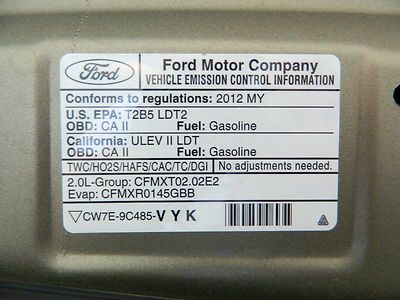 Ford
Ford Motor Company
VEHICLE EMISSION CONTROL INFORMATION
Conforms to regulations: 2012 MY
U.S. EPA: T2B5 LDT2
OBD: CA II Fuel: Gasoline
California: ULEV II LDT
OBD: CA II Fuel: Gasoline
TWC/HO2S/HAFS/CAC/TC/DGI No adjustments needed.
2.0L-Group: CFMXT02.02E2
Evap: CFMXR0145GBB
CW7E-9C485-VYK